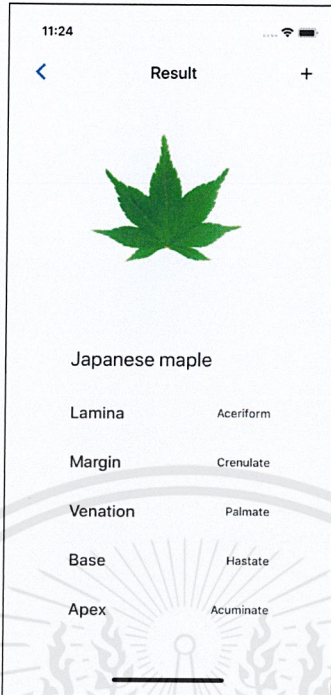 11:24
Result +
Japanese maple
Lamina Aceriform
Margin Crenulate
Venation Palmate
Base Hastate
Apex Acuminate